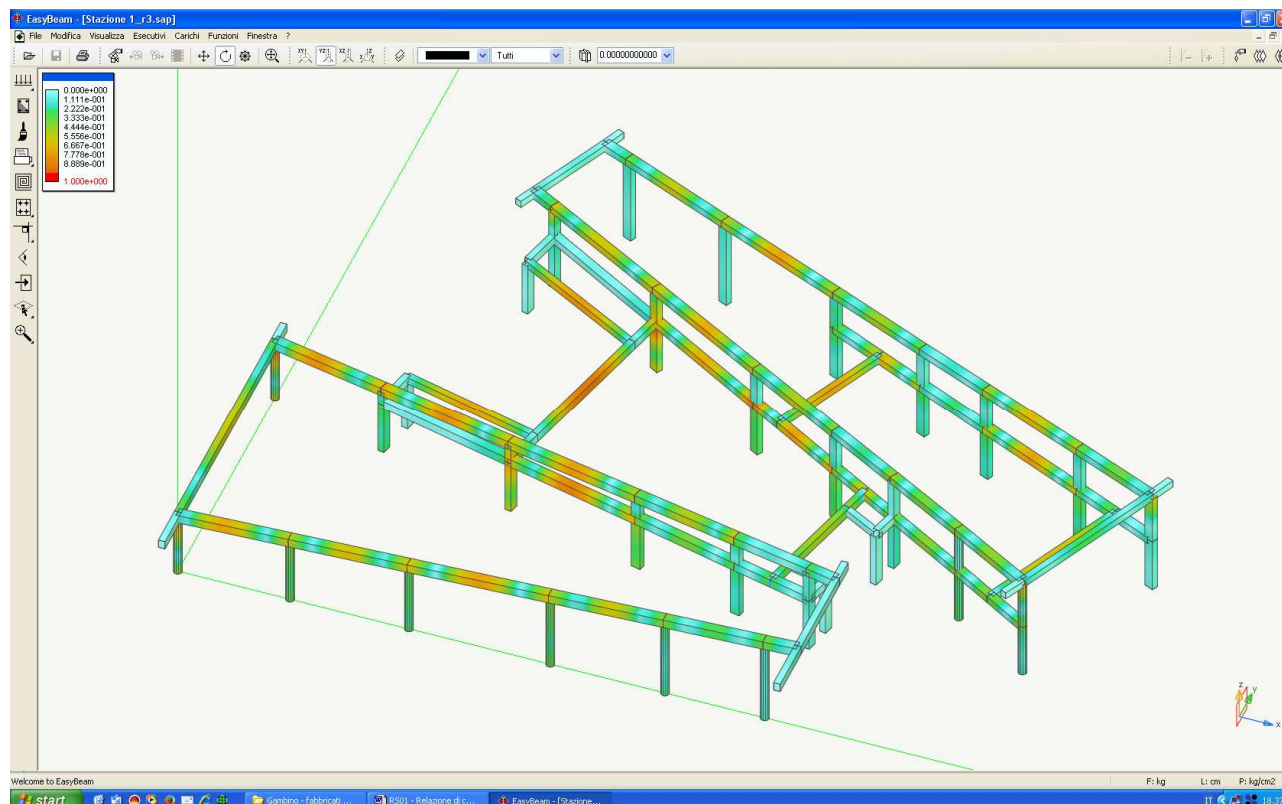 EasyBeam - [Stazione 1_r3.sap]
File Modifica Visualizza Esecutivi Carichi Funzioni Finestra ?
Tutti
0.00000000000
0.000e+000
1.111e-001
2.222e-001
3.333e-001
4.444e-001
5.556e-001
6.667e-001
7.778e-001
8.889e-001
1.000e+000
z
y
x
Welcome to EasyBeam
F: kg L: cm P: kg/cm2
start
Gambino - fabbricati ...
RS01 - Relazione di c...
EasyBeam - [Stazione...
IT